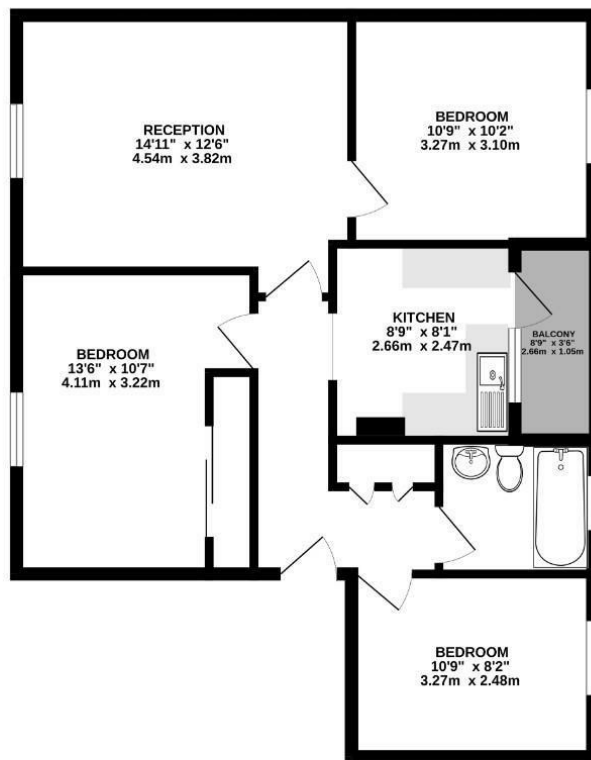 RECEPTION
14'11" x 12'6"
4.54m x 3.82m
BEDROOM
10'9" x 10'2"
3.27m x 3.10m
KITCHEN
8'9" x 8'1"
2.66m x 2.47m
BALCONY
8'9" x 3'6"
2.66m x 1.05m
BEDROOM
13'6" x 10'7"
4.11m x 3.22m
BEDROOM
10'9" x 8'2"
3.27m x 2.48m